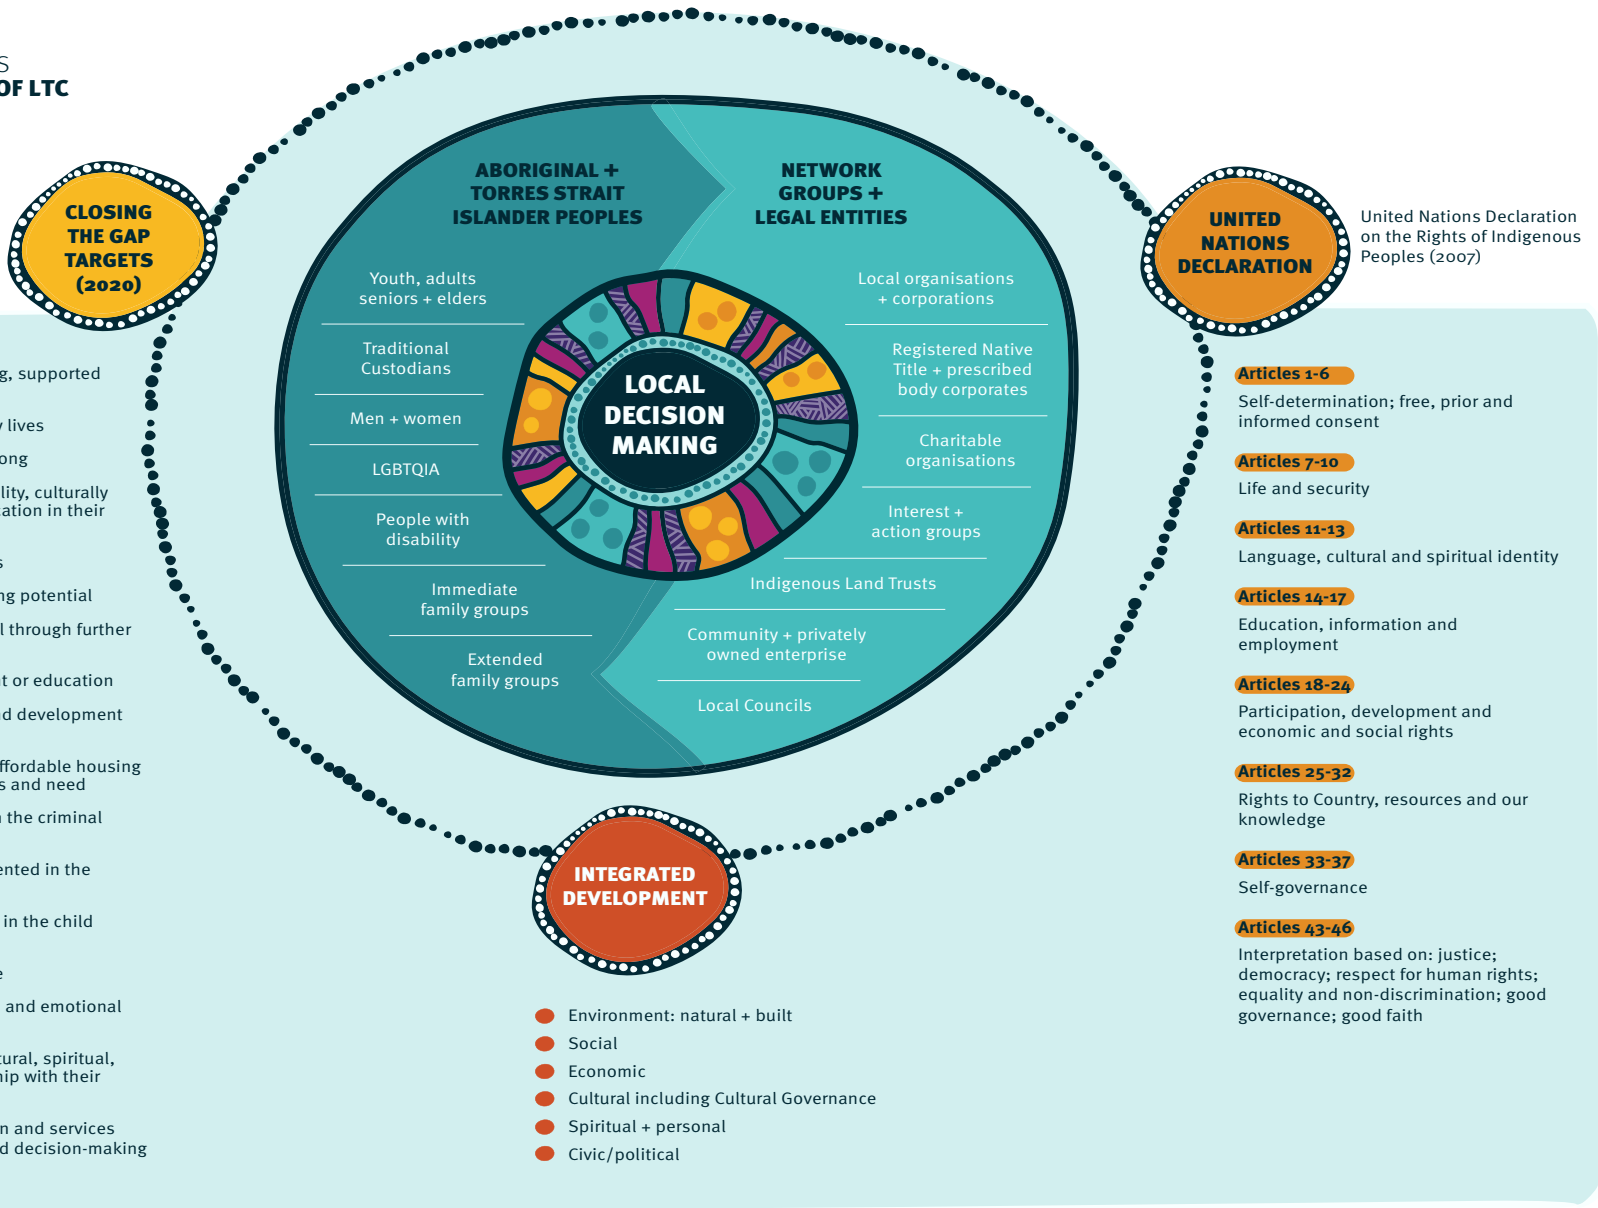 S
OF LTC
CLOSING
THE GAP
TARGETS
(2020)
g, supported
lives
ong
lity, culturally
cation in their
s
ng potential
l through further
t or education
d development
ffordable housing
s and need
the criminal
ented in the
in the child
e
and emotional
tural, spiritual,
hip with their
n and services
d decision-making
ABORIGINAL +
TORRES STRAIT
ISLANDER PEOPLES
Youth, adults
seniors + elders
Traditional
Custodians
Men + women
LGBTQIA
People with
disability
Immediate
family groups
Extended
family groups
LOCAL
DECISION
MAKING
NETWORK
GROUPS +
LEGAL ENTITIES
Local organisations
+ corporations
Registered Native
Title + prescribed
body corporates
Charitable
organisations
Interest +
action groups
Indigenous Land Trusts
Community + privately
owned enterprise
Local Councils
INTEGRATED
DEVELOPMENT
Environment: natural + built
Social
Economic
Cultural including Cultural Governance
Spiritual + personal
Civic/political
UNITED
NATIONS
DECLARATION
United Nations Declaration
on the Rights of Indigenous
Peoples (2007)
Articles 1-6
Self-determination; free, prior and
informed consent
Articles 7-10
Life and security
Articles 11-13
Language, cultural and spiritual identity
Articles 14-17
Education, information and
employment
Articles 18-24
Participation, development and
economic and social rights
Articles 25-32
Rights to Country, resources and our
knowledge
Articles 33-37
Self-governance
Articles 43-46
Interpretation based on: justice;
democracy; respect for human rights;
equality and non-discrimination; good
governance; good faith